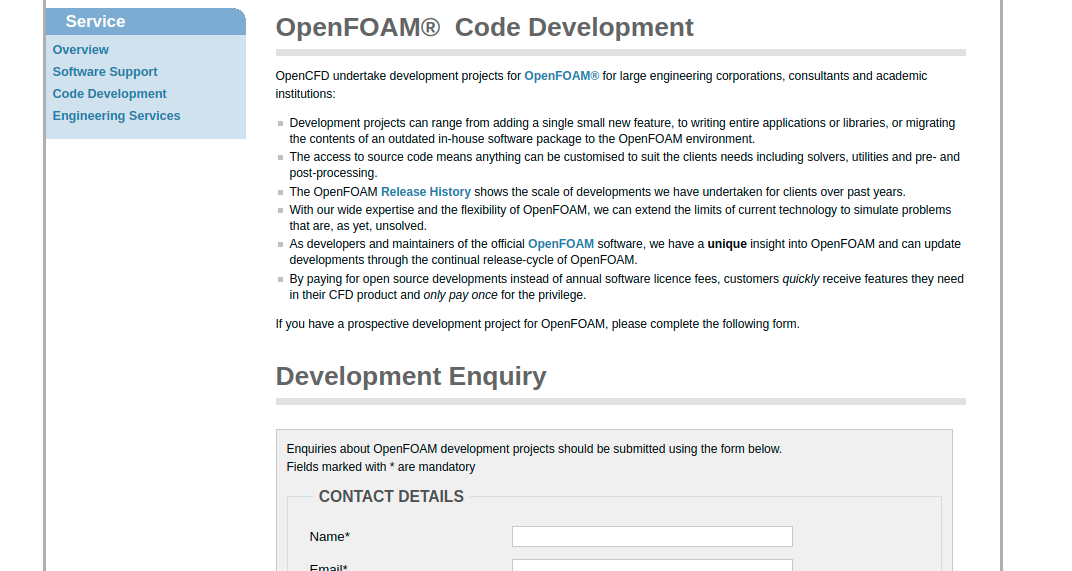 Service
Overview
Software Support
Code Development
Engineering Services
OpenFOAM®  Code Development
OpenCFD undertake development projects for OpenFOAM® for large engineering corporations, consultants and academic
institutions:
Development projects can range from adding a single small new feature, to writing entire applications or libraries, or migrating
the contents of an outdated in-house software package to the OpenFOAM environment.
The access to source code means anything can be customised to suit the clients needs including solvers, utilities and pre- and
post-processing.
The OpenFOAM Release History shows the scale of developments we have undertaken for clients over past years.
With our wide expertise and the flexibility of OpenFOAM, we can extend the limits of current technology to simulate problems
that are, as yet, unsolved.
As developers and maintainers of the official OpenFOAM software, we have a unique insight into OpenFOAM and can update
developments through the continual release-cycle of OpenFOAM.
By paying for open source developments instead of annual software licence fees, customers quickly receive features they need
in their CFD product and only pay once for the privilege.
If you have a prospective development project for OpenFOAM, please complete the following form.
Development Enquiry
Enquiries about OpenFOAM development projects should be submitted using the form below.
Fields marked with * are mandatory
CONTACT DETAILS
Name*
Email*